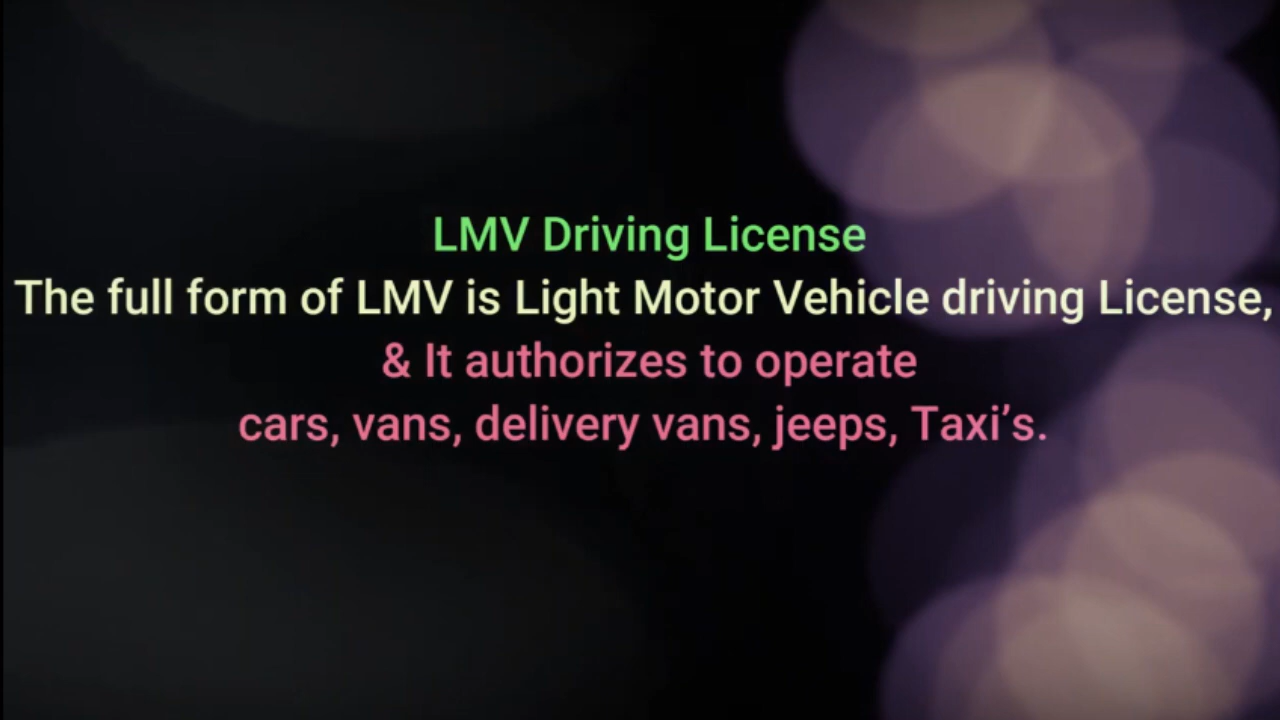 LMV Driving License
The full form of LMV is Light Motor Vehicle driving License,
& It authorizes to operate
cars, vans, delivery vans, jeeps, Taxi’s.